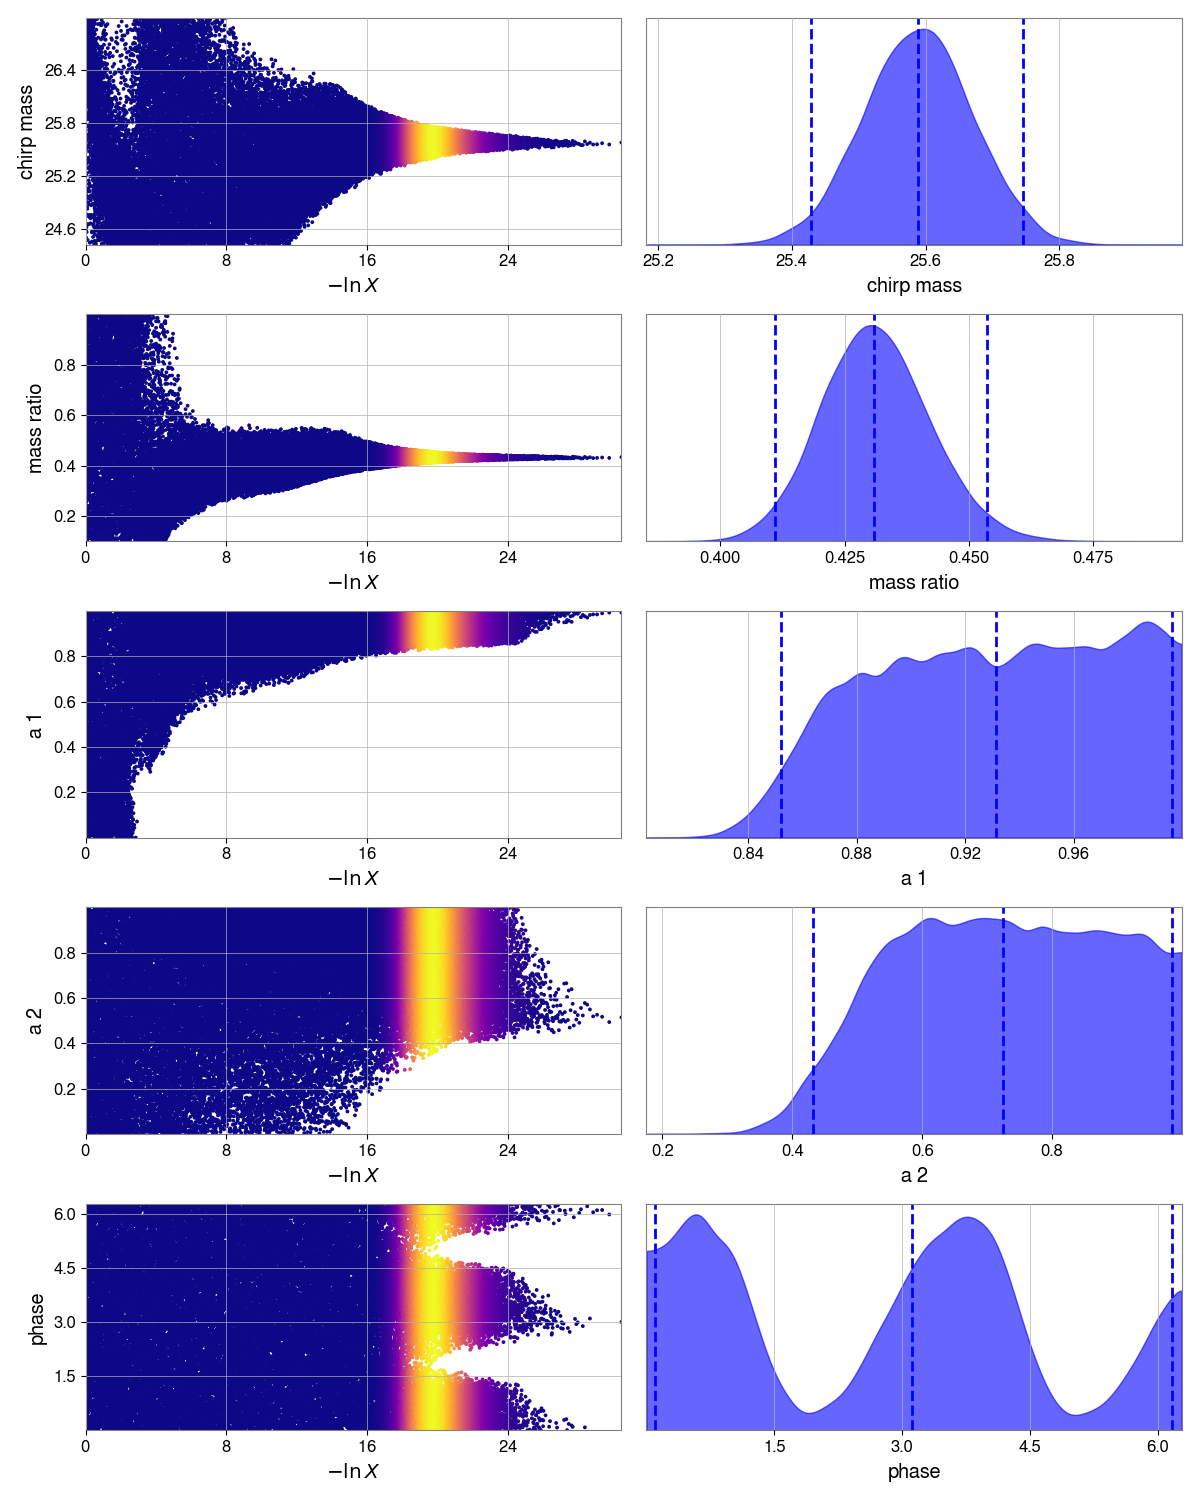 26.4
25.8
25.2
24.6
chirp mass
0 8 16 24
−ln X
25.2 25.4 25.6 25.8
chirp mass
0.8
0.6
0.4
0.2
mass ratio
0 8 16 24
−ln X
0.400 0.425 0.450 0.475
mass ratio
0.8
0.6
0.4
0.2
a 1
0 8 16 24
−ln X
0.84 0.88 0.92 0.96
a 1
0.8
0.6
0.4
0.2
a 2
0 8 16 24
−ln X
0.2 0.4 0.6 0.8
a 2
6.0
4.5
3.0
1.5
phase
0 8 16 24
−ln X
1.5 3.0 4.5 6.0
phase